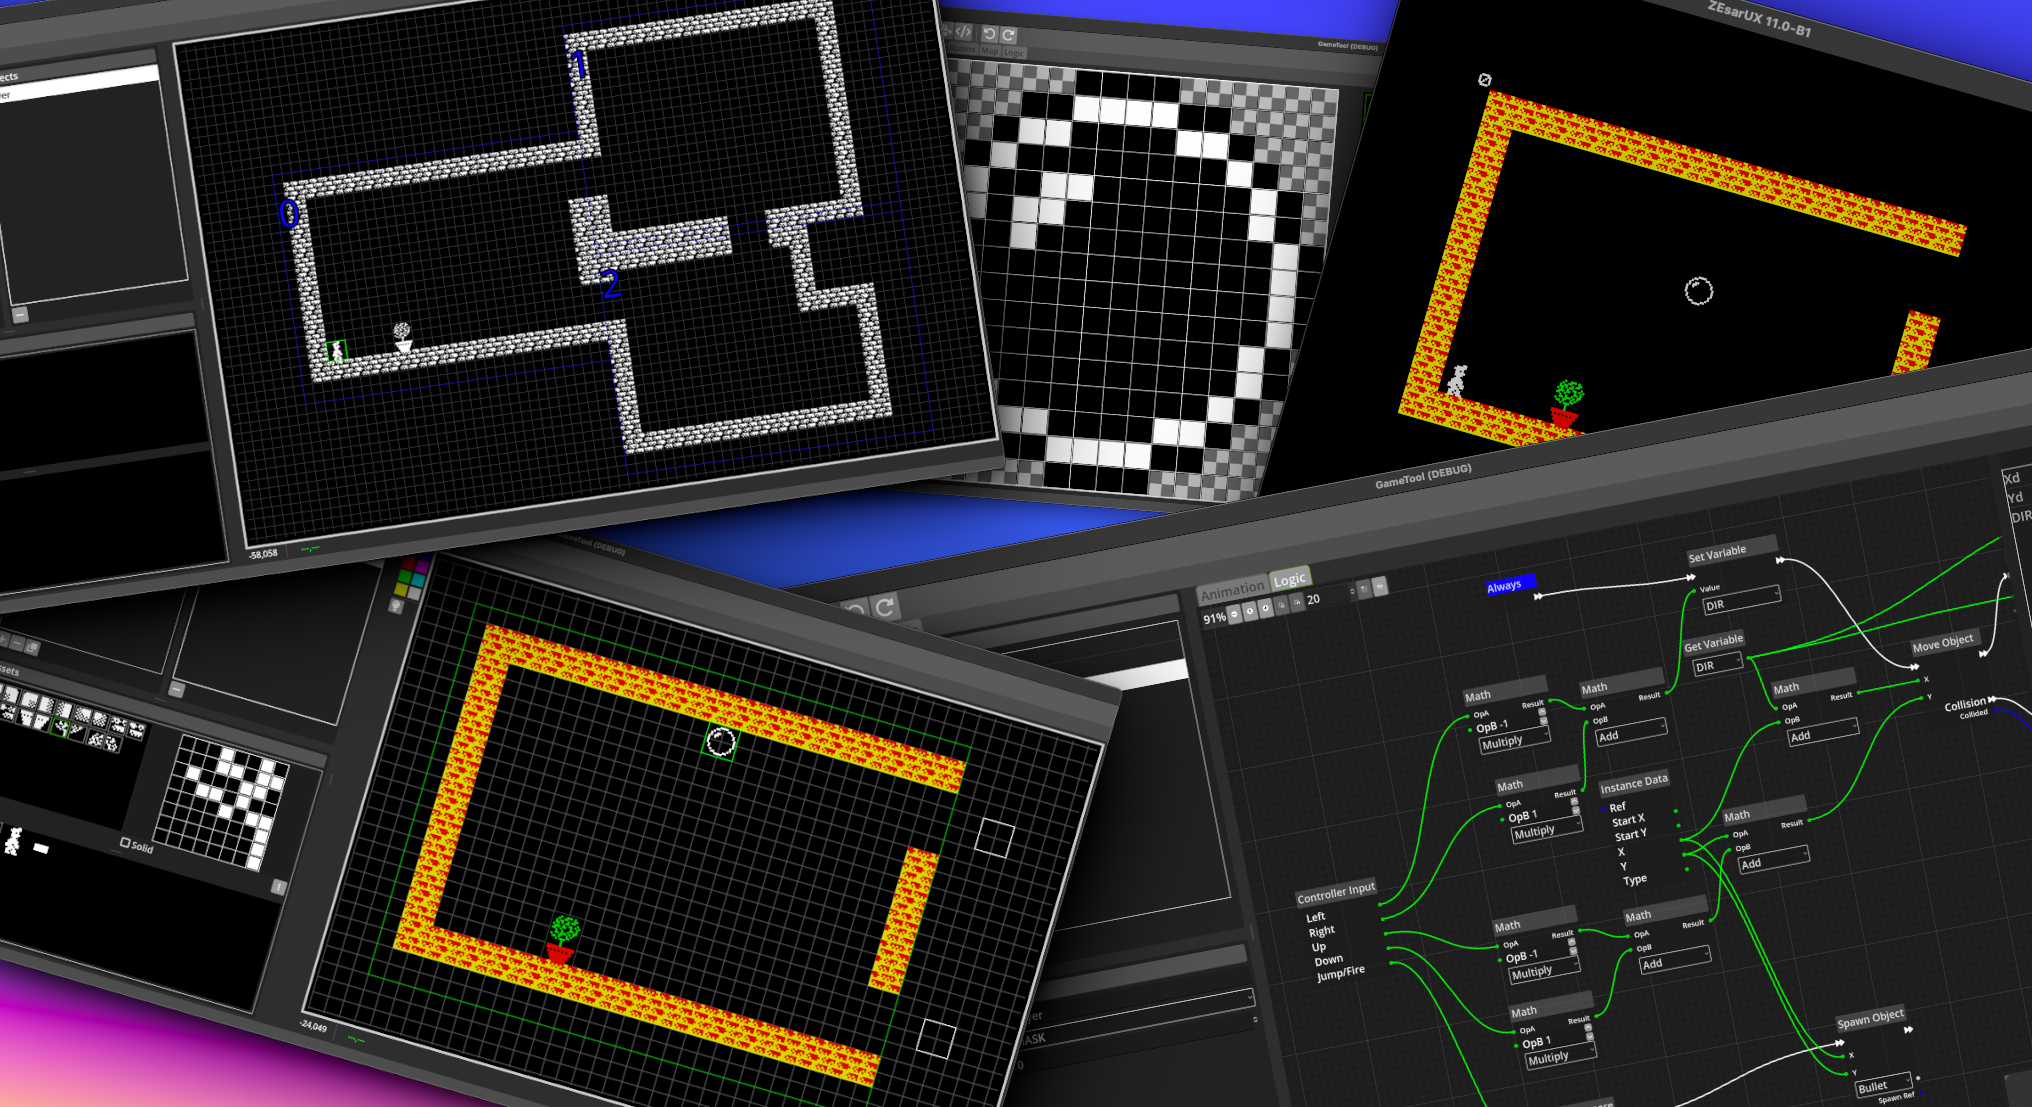 ects
er
0
1
2
-58,058
GameTool (DEBUG)
Map
Logic
ZEsarUX 11.0-B1
GameTool (DEBUG)
(DEBUG)
ssets
Solid
-24,049
Animation
Logic
91%
20
Always
Set Variable
Value
DIR
Get Variable
DIR
Move Object
X
Y
Collision
Collided
Xd
Yd
DIR
Math
OpA
Result
OpB -1
Multiply
Math
OpA
Result
OpB
Add
Math
OpA
Result
OpB
Add
Math
OpA
Result
OpB 1
Multiply
Instance Data
Ref
Start X
Start Y
X
Y
Type
Math
OpA
Result
OpB
Add
Controller Input
Left
Right
Up
Down
Jump/Fire
Math
OpA
Result
OpB -1
Multiply
Math
OpA
Result
OpB
Add
Math
OpA
Result
OpB 1
Multiply
Spawn Object
X
Y
Bullet
Spawn Ref
er
ASK
0